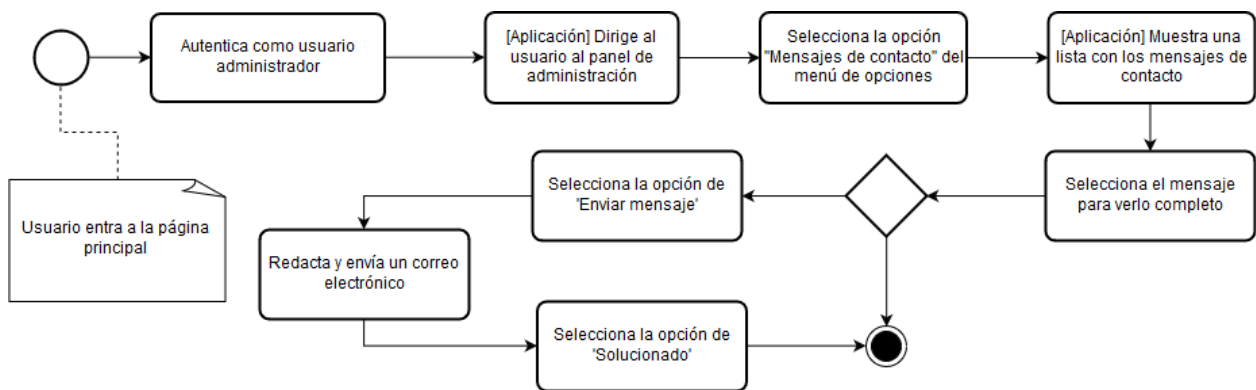 Autentica como usuario
administrador
[Aplicación] Dirige al
usuario al panel de
administración
Selecciona la opción
"Mensajes de contacto" del
menú de opciones
[Aplicación] Muestra una
lista con los mensajes de
contacto
Selecciona el mensaje
para verlo completo
Selecciona la opción de
'Enviar mensaje'
Usuario entra a la página
principal
Redacta y envía un correo
electrónico
Selecciona la opción de
'Solucionado'